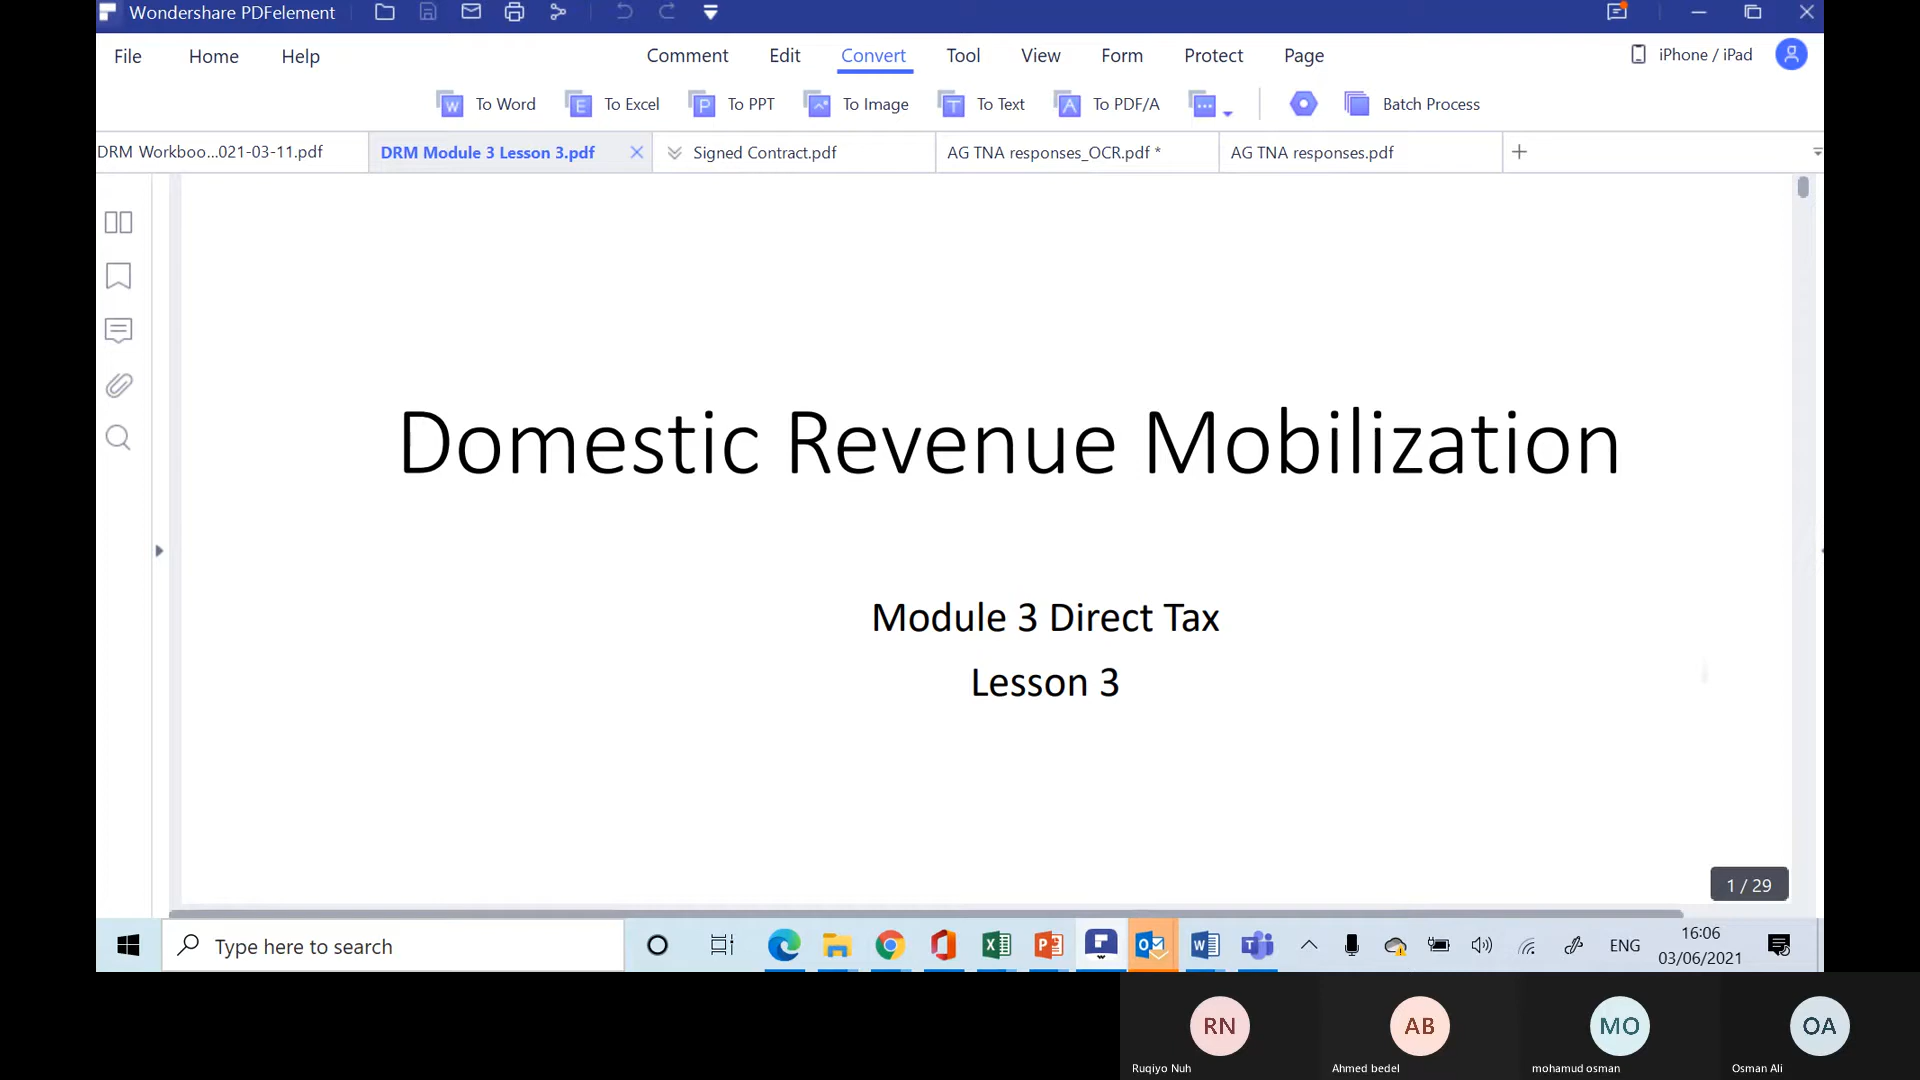 Wondershare PDFelement
File Home Help Comment Edit Convert Tool View Form Protect Page iPhone / iPad
To Word To Excel To PPT To Image To Text To PDF/A Batch Process
DRM Workboo...021-03-11.pdf DRM Module 3 Lesson 3.pdf Signed Contract.pdf AG TNA responses_OCR.pdf * AG TNA responses.pdf
Domestic Revenue Mobilization
Module 3 Direct Tax
Lesson 3
1 / 29
Type here to search
ENG
16:06
03/06/2021
RN AB MO OA
Ruqiyo Nuh Ahmed bedel mohamud osman Osman Ali